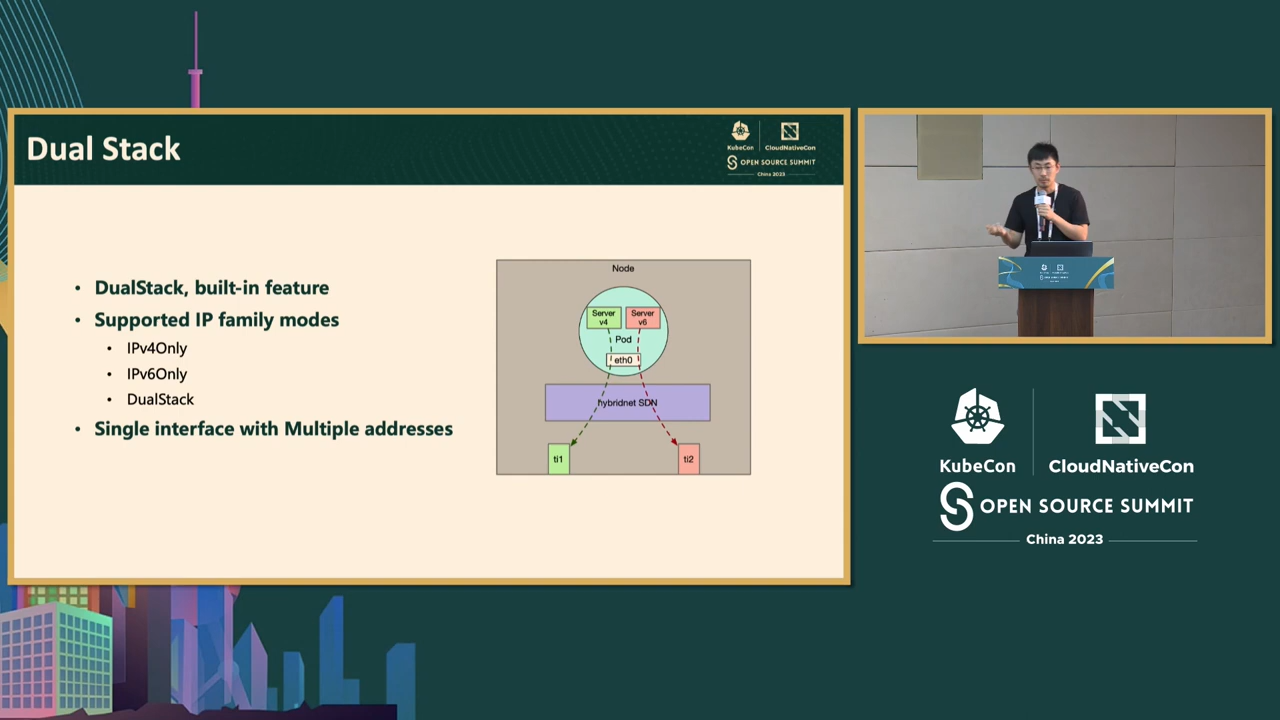 Dual Stack
KubeCon
CloudNativeCon
OPEN SOURCE SUMMIT
China 2023
DualStack, built-in feature
Supported IP family modes
IPv4Only
IPv6Only
DualStack
Single interface with Multiple addresses
Node
Server v4
Server v6
Pod
eth0
hybridnet SDN
ti1
ti2
KubeCon
CloudNativeCon
OPEN SOURCE SUMMIT
China 2023